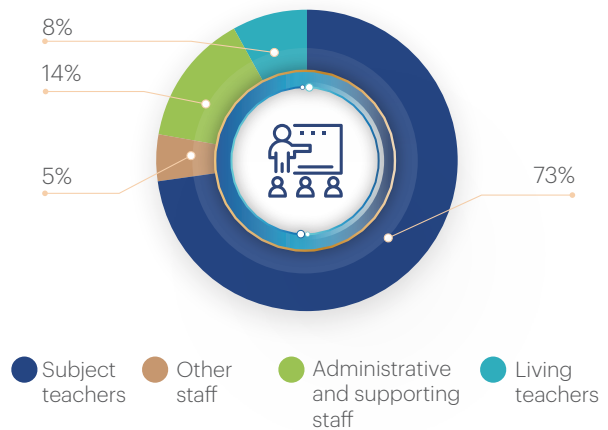 8%
14%
5%
73%
Subject
teachers
Other
staff
Administrative
and supporting
staff
Living
teachers